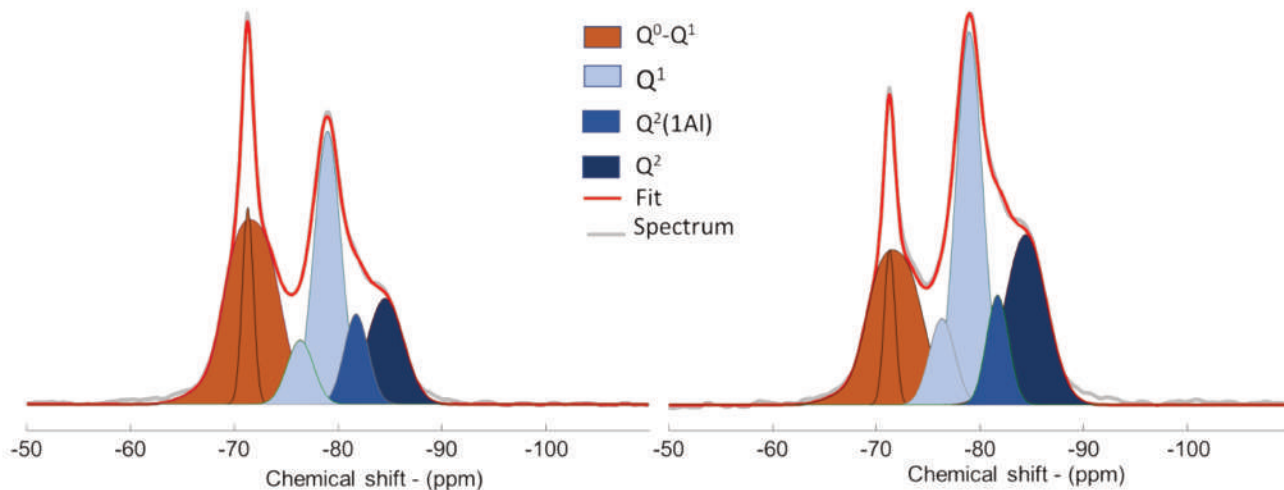 Q⁰-Q¹
Q¹
Q²(1Al)
Q²
Fit
Spectrum
-50 -60 -70 -80 -90 -100
Chemical shift - (ppm)
-50 -60 -70 -80 -90 -100
Chemical shift - (ppm)